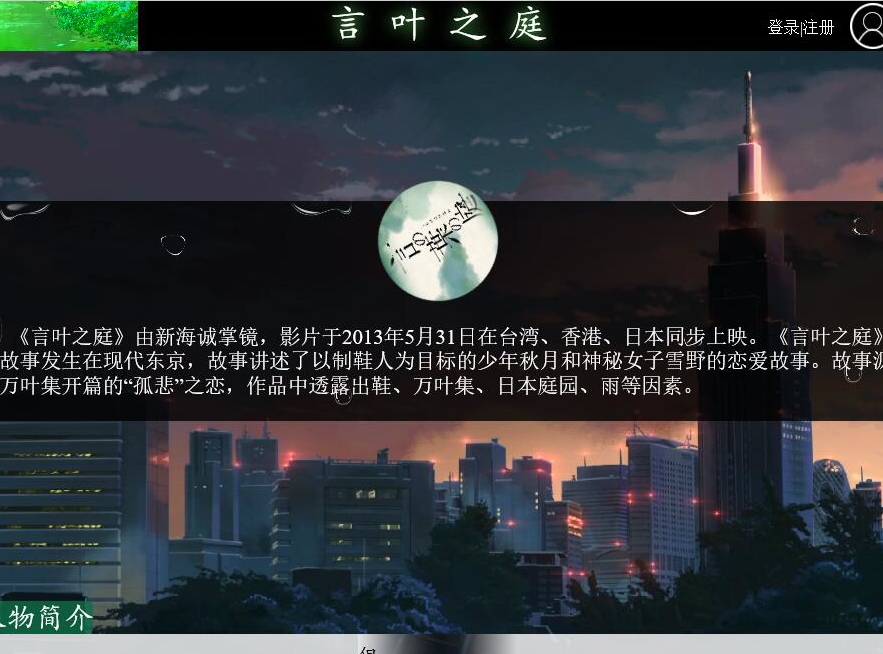 言叶之庭
登录|注册
言の葉の庭
《言叶之庭》由新海诚掌镜，影片于2013年5月31日在台湾、香港、日本同步上映。《言叶之庭》
故事发生在现代东京，故事讲述了以制鞋人为目标的少年秋月和神秘女子雪野的恋爱故事。故事源
万叶集开篇的“孤悲”之恋，作品中透露出鞋、万叶集、日本庭园、雨等因素。
物简介